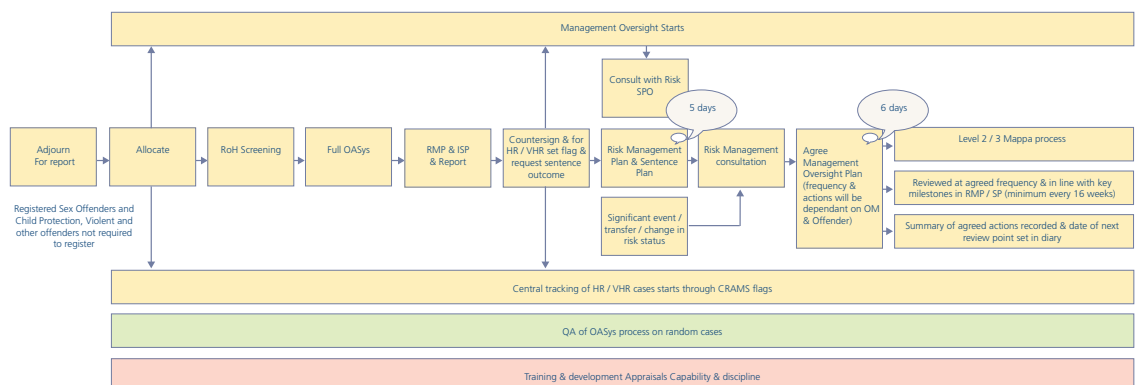 Management Oversight Starts
Consult with Risk
SPO
5 days
6 days
Adjourn
For report
Allocate
RoH Screening
Full OASys
RMP & ISP
& Report
Countersign & for
HR / VHR set flag &
request sentence
outcome
Risk Management
Plan & Sentence
Plan
Risk Management
consultation
Agree
Management
Oversight Plan
(frequency &
actions will be
dependant on OM
& Offender)
Level 2 / 3 Mappa process
Reviewed at agreed frequency & in line with key
milestones in RMP / SP (minimum every 16 weeks)
Summary of agreed actions recorded & date of next
review point set in diary
Registered Sex Offenders and
Child Protection, Violent and
other offenders not required
to register
Significant event /
transfer / change in
risk status
Central tracking of HR / VHR cases starts through CRAMS flags
QA of OASys process on random cases
Training & development Appraisals Capability & discipline